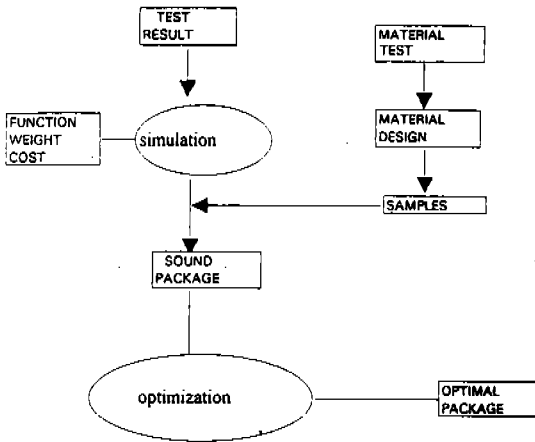 TEST
RESULT
MATERIAL
TEST
FUNCTION
WEIGHT
COST
simulation
MATERIAL
DESIGN
SAMPLES
SOUND
PACKAGE
optimization
OPTIMAL
PACKAGE